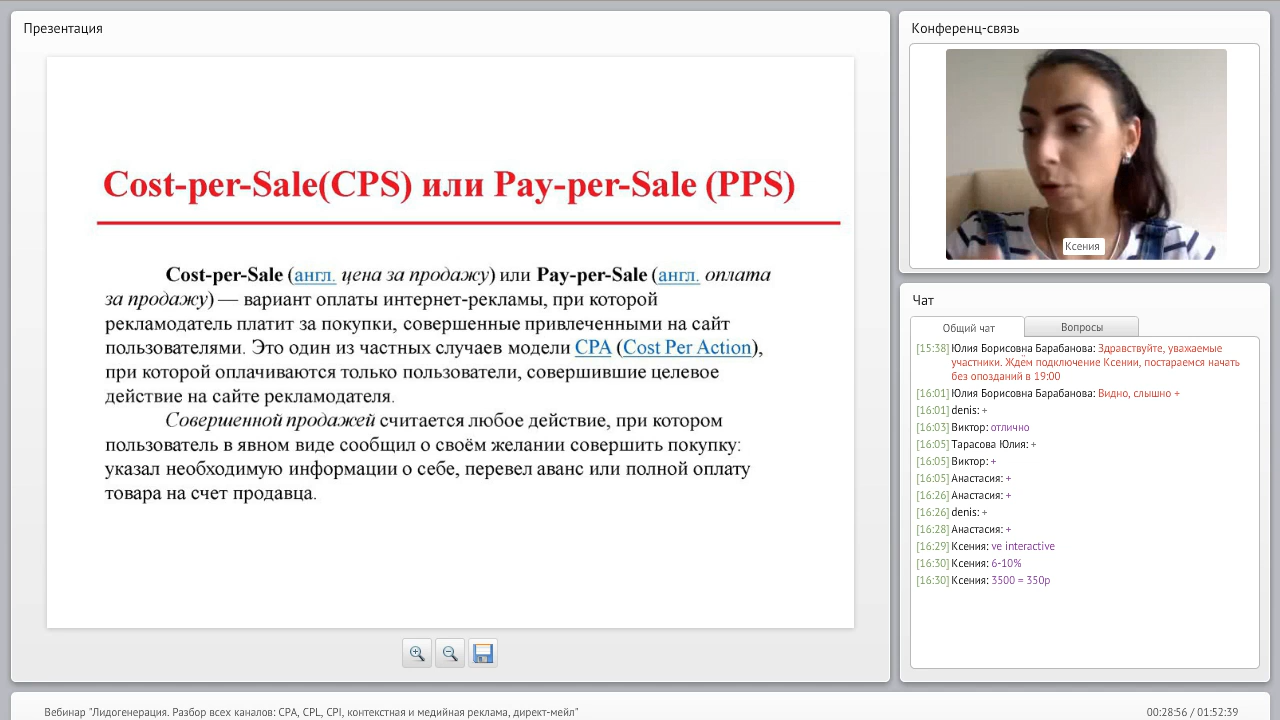 Презентация
Cost-per-Sale(CPS) или Pay-per-Sale (PPS)
Cost-per-Sale (англ. цена за продажу) или Pay-per-Sale (англ. оплата
за продажу) — вариант оплаты интернет-рекламы, при которой
рекламодатель платит за покупки, совершенные привлеченными на сайт
пользователями. Это один из частных случаев модели CPA (Cost Per Action),
при которой оплачиваются только пользователи, совершившие целевое
действие на сайте рекламодателя.
Совершенной продажей считается любое действие, при котором
пользователь в явном виде сообщил о своём желании совершить покупку:
указал необходимую информации о себе, перевел аванс или полной оплату
товара на счет продавца.
Конференц-связь
Ксения
Чат
Общий чат
Вопросы
[15:38] Юлия Борисовна Барабанова: Здравствуйте, уважаемые
участники. Ждём подключение Ксении, постараемся начать
без опозданий в 19:00
[16:01] Юлия Борисовна Барабанова: Видно, слышно +
[16:01] denis: +
[16:03] Виктор: отлично
[16:05] Тарасова Юлия: +
[16:05] Виктор: +
[16:05] Анастасия: +
[16:26] Анастасия: +
[16:26] denis: +
[16:28] Анастасия: +
[16:29] Ксения: ve interactive
[16:30] Ксения: 6-10%
[16:30] Ксения: 3500 = 350р
Вебинар "Лидогенерация. Разбор всех каналов: CPA, CPL, CPI, контекстная и медийная реклама, директ-мейл"
00:28:56 / 01:52:39